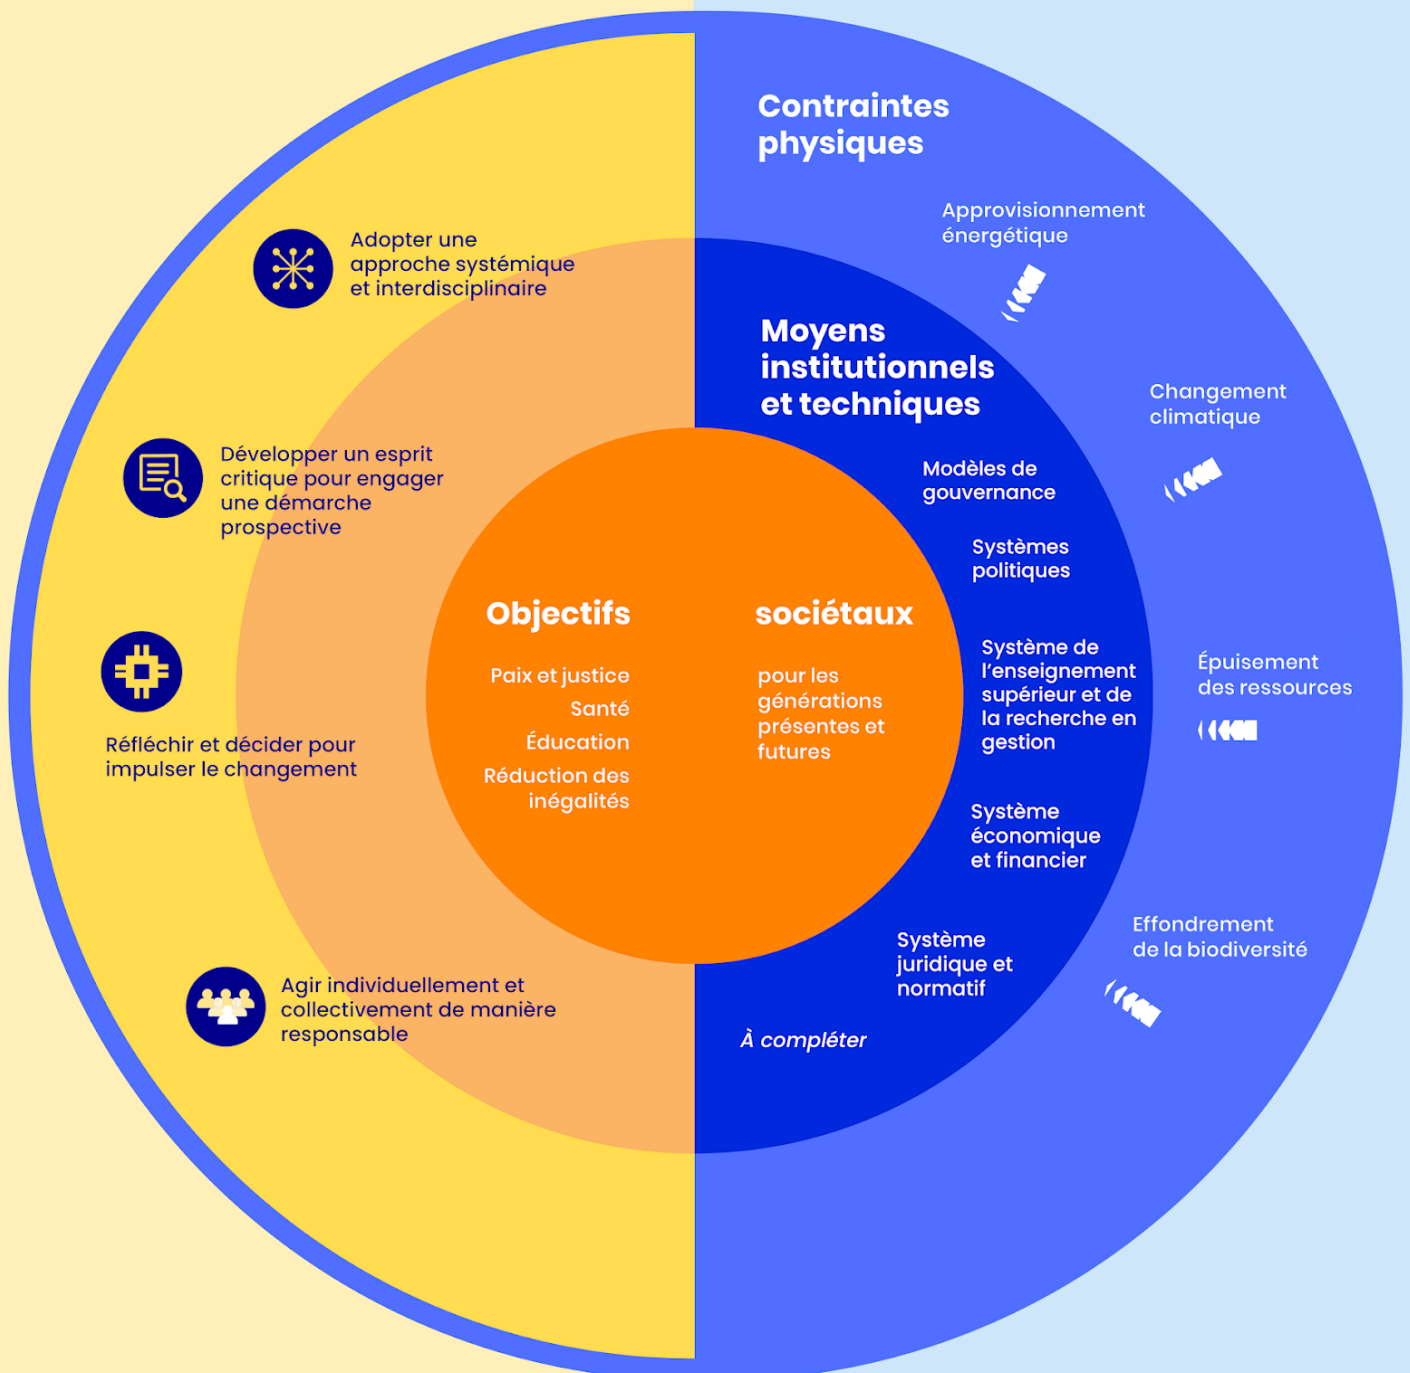 Adopter une
approche systémique
et interdisciplinaire
Développer un esprit
critique pour engager
une démarche
prospective
Réfléchir et décider pour
impulser le changement
Agir individuellement et
collectivement de manière
responsable
Objectifs sociétaux
Paix et justice
Santé
Éducation
Réduction des
inégalités
pour les
générations
présentes et
futures
Moyens
institutionnels
et techniques
Modèles de
gouvernance
Systèmes
politiques
Système de
l’enseignement
supérieur et de
la recherche en
gestion
Système
économique
et financier
Système
juridique et
normatif
À compléter
Contraintes
physiques
Approvisionnement
énergétique
Changement
climatique
Épuisement
des ressources
Effondrement
de la biodiversité